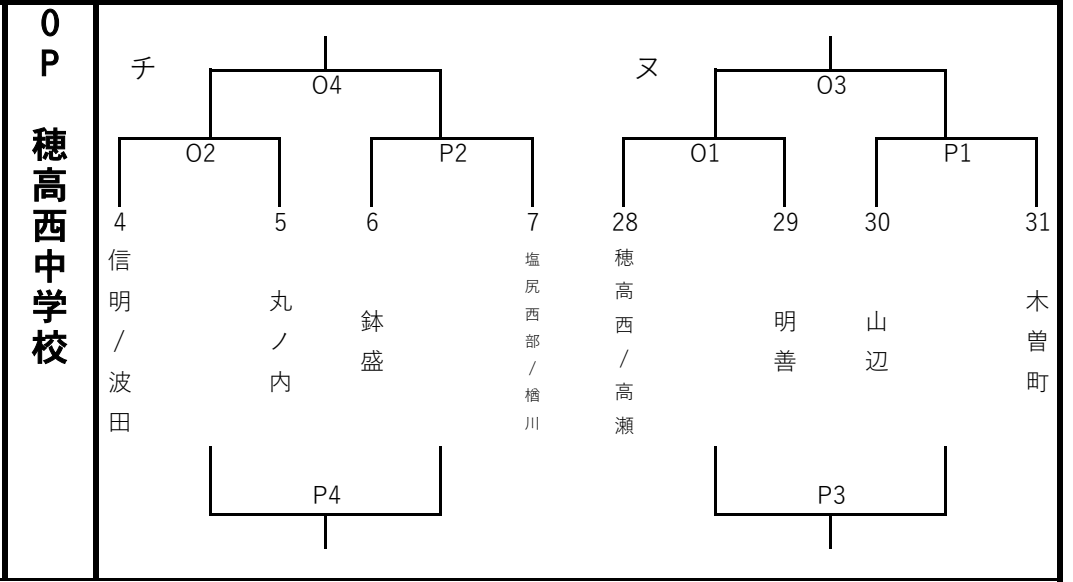 OP 穂高西中学校
チ
O4
O2
P2
4
5
6
7
信明/波田
丸ノ内
鉢盛
塩尻西部/楢川
P4
ヌ
O3
O1
P1
28
29
30
31
穂高西/高瀬
明善
山辺
木曽町
P3